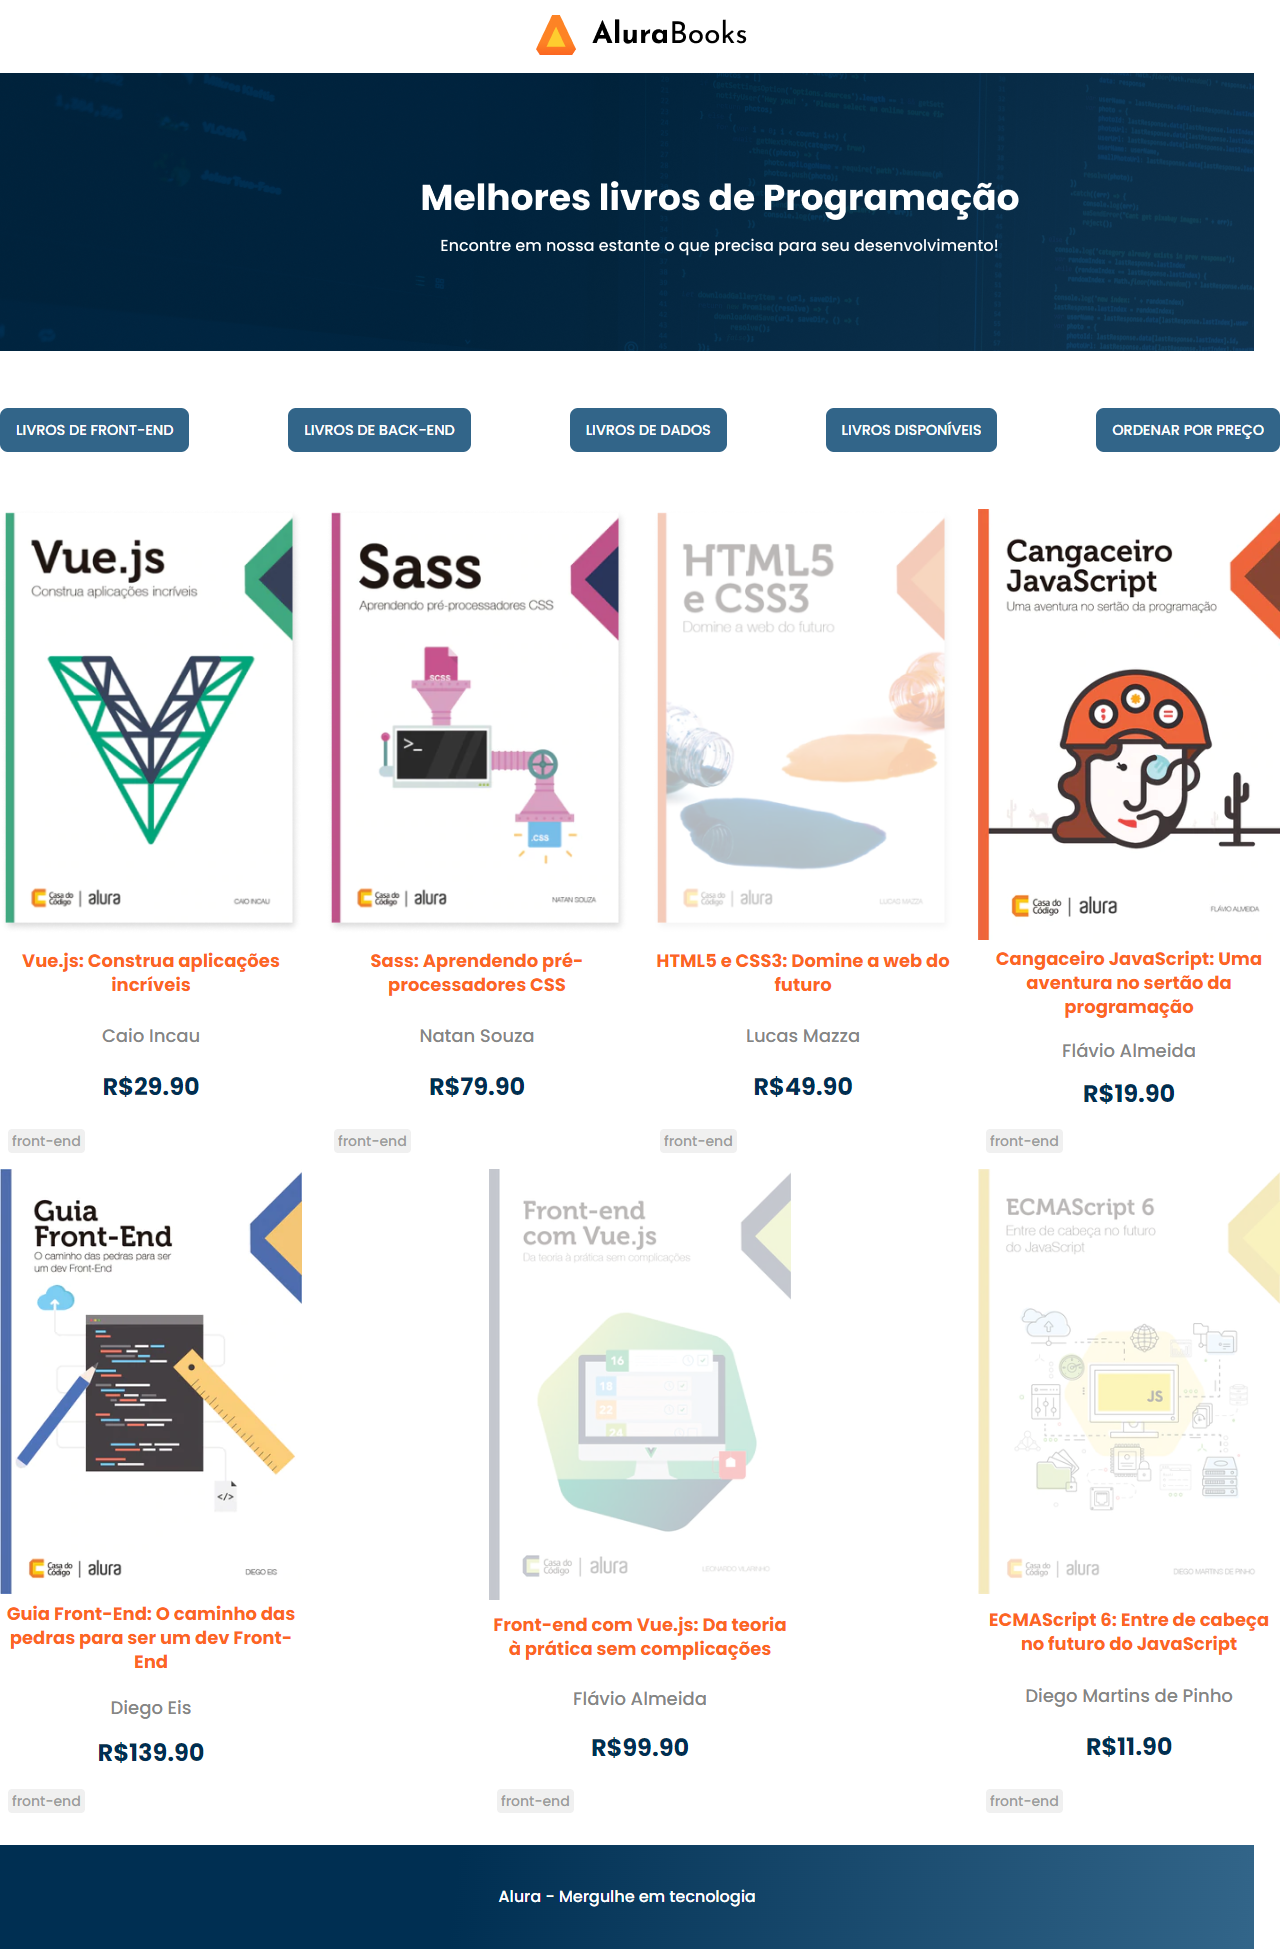 AluraBooks
Melhores livros de Programação
Encontre em nossa estante o que precisa para seu desenvolvimento!
LIVROS DE FRONT-END
LIVROS DE BACK-END
LIVROS DE DADOS
LIVROS DISPONÍVEIS
ORDENAR POR PREÇO
Vue.js
Construa aplicações incríveis
Casa do
Código
alura
CAIO INCAU
Sass
Aprendendo pré-processadores CSS
SCSS
>_
.CSS
Casa do
Código
alura
NATAN SOUZA
HTML5
e CSS3
Domine a web do futuro
Casa do
Código
alura
LUCAS MAZZA
Cangaceiro
JavaScript
Uma aventura no sertão da programação
Casa do
Código
alura
FLÁVIO ALMEIDA
Vue.js: Construa aplicações
incríveis
Caio Incau
R$29.90
front-end
Sass: Aprendendo pré-
processadores CSS
Natan Souza
R$79.90
front-end
HTML5 e CSS3: Domine a web do
futuro
Lucas Mazza
R$49.90
front-end
Cangaceiro JavaScript: Uma
aventura no sertão da
programação
Flávio Almeida
R$19.90
front-end
Guia
Front-End
O caminho das pedras para ser
um dev Front-End
</>
Casa do
Código
alura
DIEGO EIS
Front-end
com Vue.js
Da teoria à prática sem complicações
16
18
22
24
Casa do
Código
alura
LEONARDO VILARINHO
ECMAScript 6
Entre de cabeça no futuro
do JavaScript
JS
Casa do
Código
alura
DIEGO MARTINS DE PINHO
Guia Front-End: O caminho das
pedras para ser um dev Front-
End
Diego Eis
R$139.90
front-end
Front-end com Vue.js: Da teoria
à prática sem complicações
Flávio Almeida
R$99.90
front-end
ECMAScript 6: Entre de cabeça
no futuro do JavaScript
Diego Martins de Pinho
R$11.90
front-end
Alura - Mergulhe em tecnologia